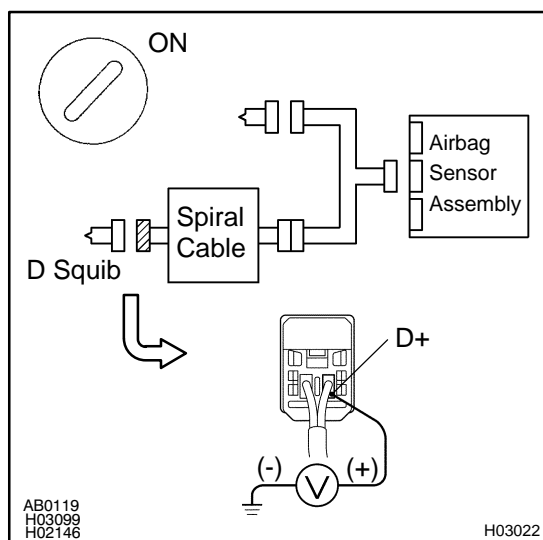 ON
Airbag
Sensor
Assembly
Spiral
Cable
D Squib
D+
(-)
V
(+)
AB0119
H03099
H02146
H03022